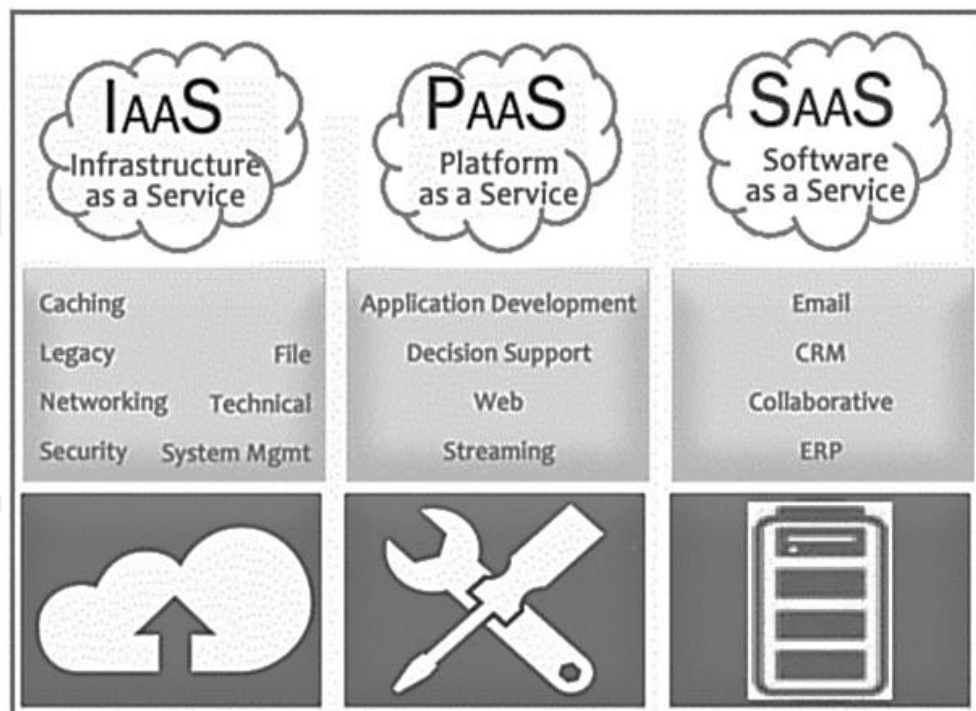 IAAS
Infrastructure
as a Service
PAAS
Platform
as a Service
SAAS
Software
as a Service
Caching
Legacy File
Networking Technical
Security System Mgmt
Application Development
Decision Support
Web
Streaming
Email
CRM
Collaborative
ERP